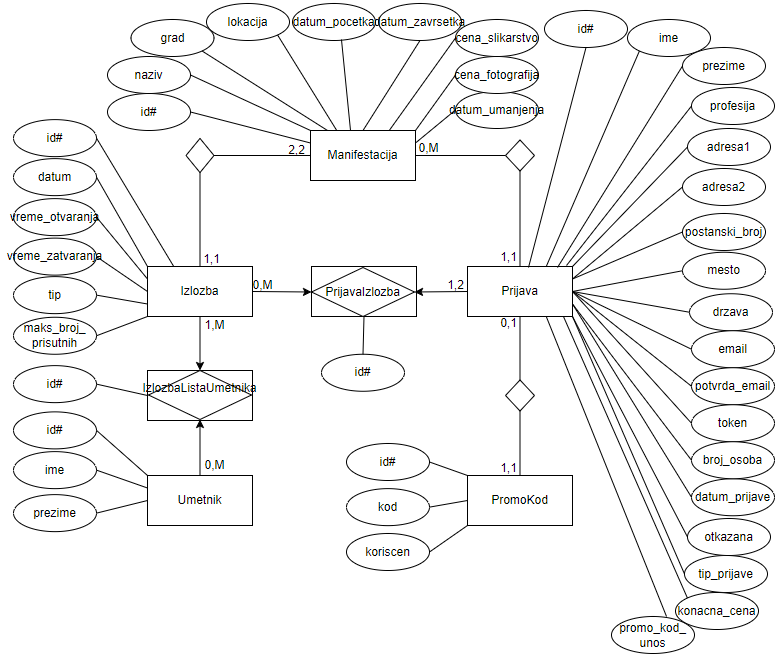 lokacija
datum_pocetka
datum_zavrsetka
id#
ime
grad
cena_slikarstvo
prezime
naziv
cena_fotografija
profesija
id#
datum_umanjenja
id#
adresa1
2,2
Manifestacija
0,M
datum
adresa2
vreme_otvaranja
postanski_broj
vreme_zatvaranja
1,1
1,1
mesto
tip
Izlozba
0,M
PrijavaIzlozba
1,2
Prijava
drzava
maks_broj_
prisutnih
1,M
0,1
email
id#
IzlozbaListaUmetnika
id#
potvrda_email
id#
token
ime
0,M
id#
1,1
broj_osoba
prezime
Umetnik
kod
PromoKod
datum_prijave
koriscen
otkazana
tip_prijave
konacna_cena
promo_kod_
unos